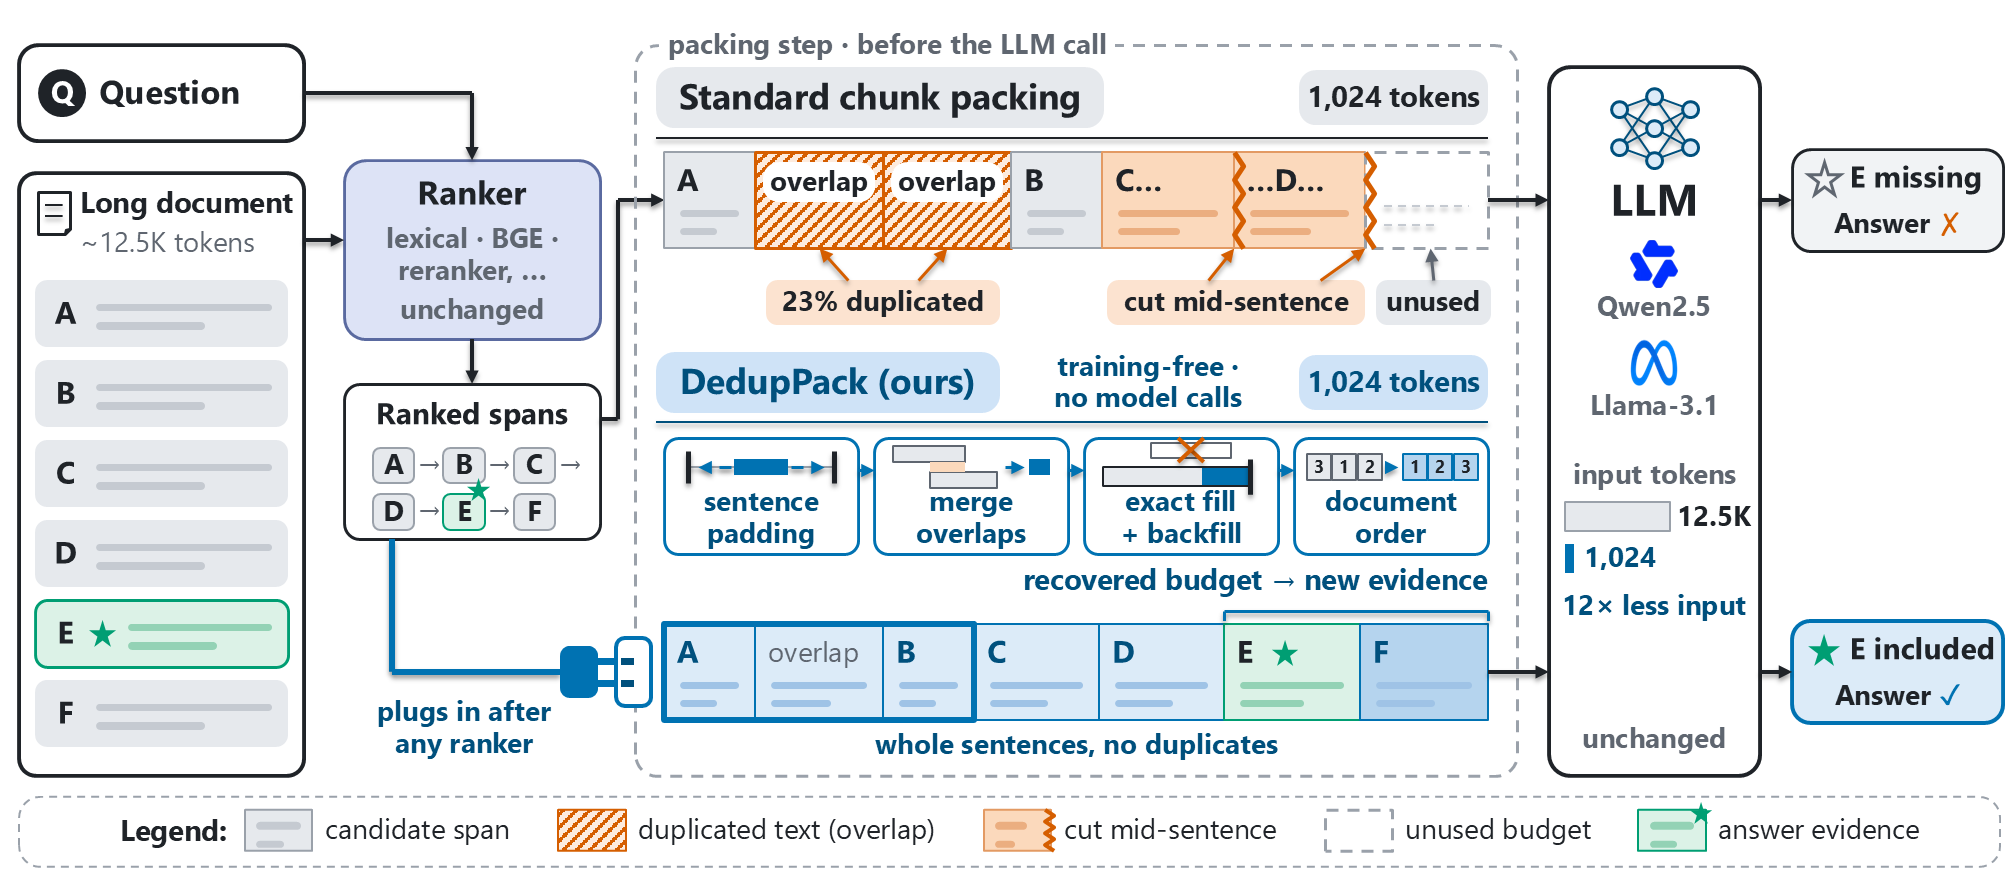 packing step · before the LLM call
Q Question
Long document
~12.5K tokens
A
B
C
D
E
F
Ranker
lexical · BGE ·
reranker, ...
unchanged
Ranked spans
A → B → C →
D → E → F
plugs in after
any ranker
Standard chunk packing
1,024 tokens
A
overlap
overlap
B
C...
...D...
23% duplicated
cut mid-sentence
unused
DedupPack (ours)
training-free ·
no model calls
1,024 tokens
sentence
padding
merge
overlaps
exact fill
+ backfill
3 1 2
1 2 3
document
order
recovered budget → new evidence
A
overlap
B
C
D
E
F
whole sentences, no duplicates
LLM
Qwen2.5
Llama-3.1
input tokens
12.5K
1,024
12× less input
unchanged
E missing
Answer ✗
E included
Answer ✓
Legend:
candidate span
duplicated text (overlap)
cut mid-sentence
unused budget
answer evidence